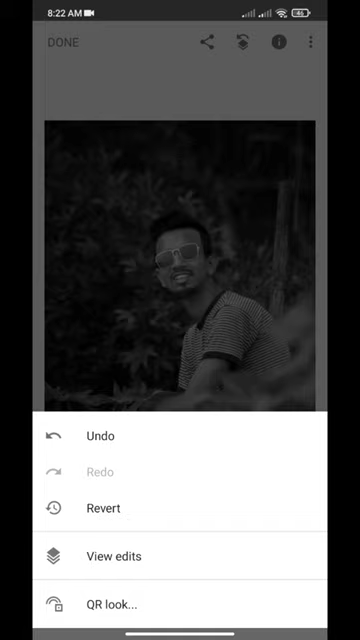 8:22 AM
46
DONE
Undo
Redo
Revert
View edits
QR look...